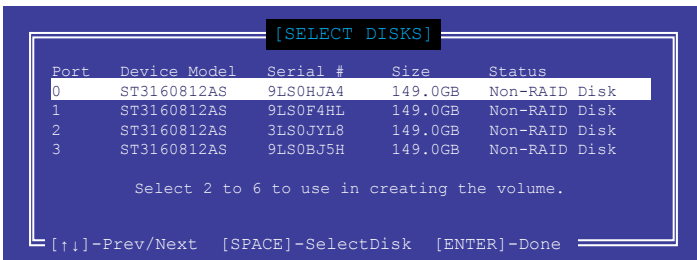 [SELECT DISKS]
Port Device Model Serial # Size Status
0 ST3160812AS 9LS0HJA4 149.0GB Non-RAID Disk
1 ST3160812AS 9LS0F4HL 149.0GB Non-RAID Disk
2 ST3160812AS 3LS0JYL8 149.0GB Non-RAID Disk
3 ST3160812AS 9LS0BJ5H 149.0GB Non-RAID Disk
Select 2 to 6 to use in creating the volume.
[↑↓]-Prev/Next [SPACE]-SelectDisk [ENTER]-Done